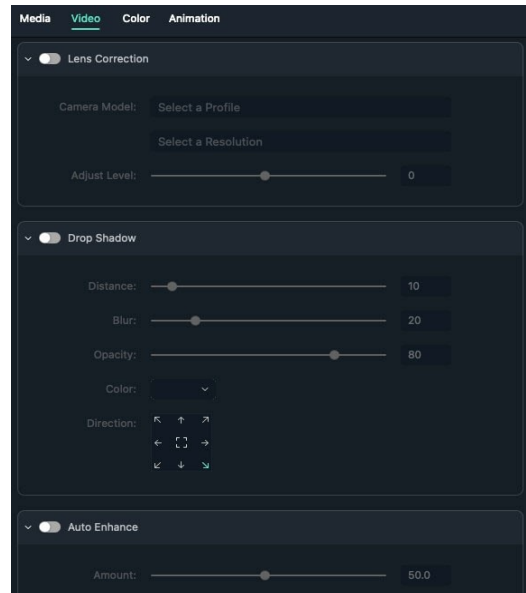 Media Video Color Animation
Lens Correction
Camera Model: Select a Profile
Select a Resolution
Adjust Level: 0
Drop Shadow
Distance: 10
Blur: 20
Opacity: 80
Color:
Direction:
Auto Enhance
Amount: 50.0